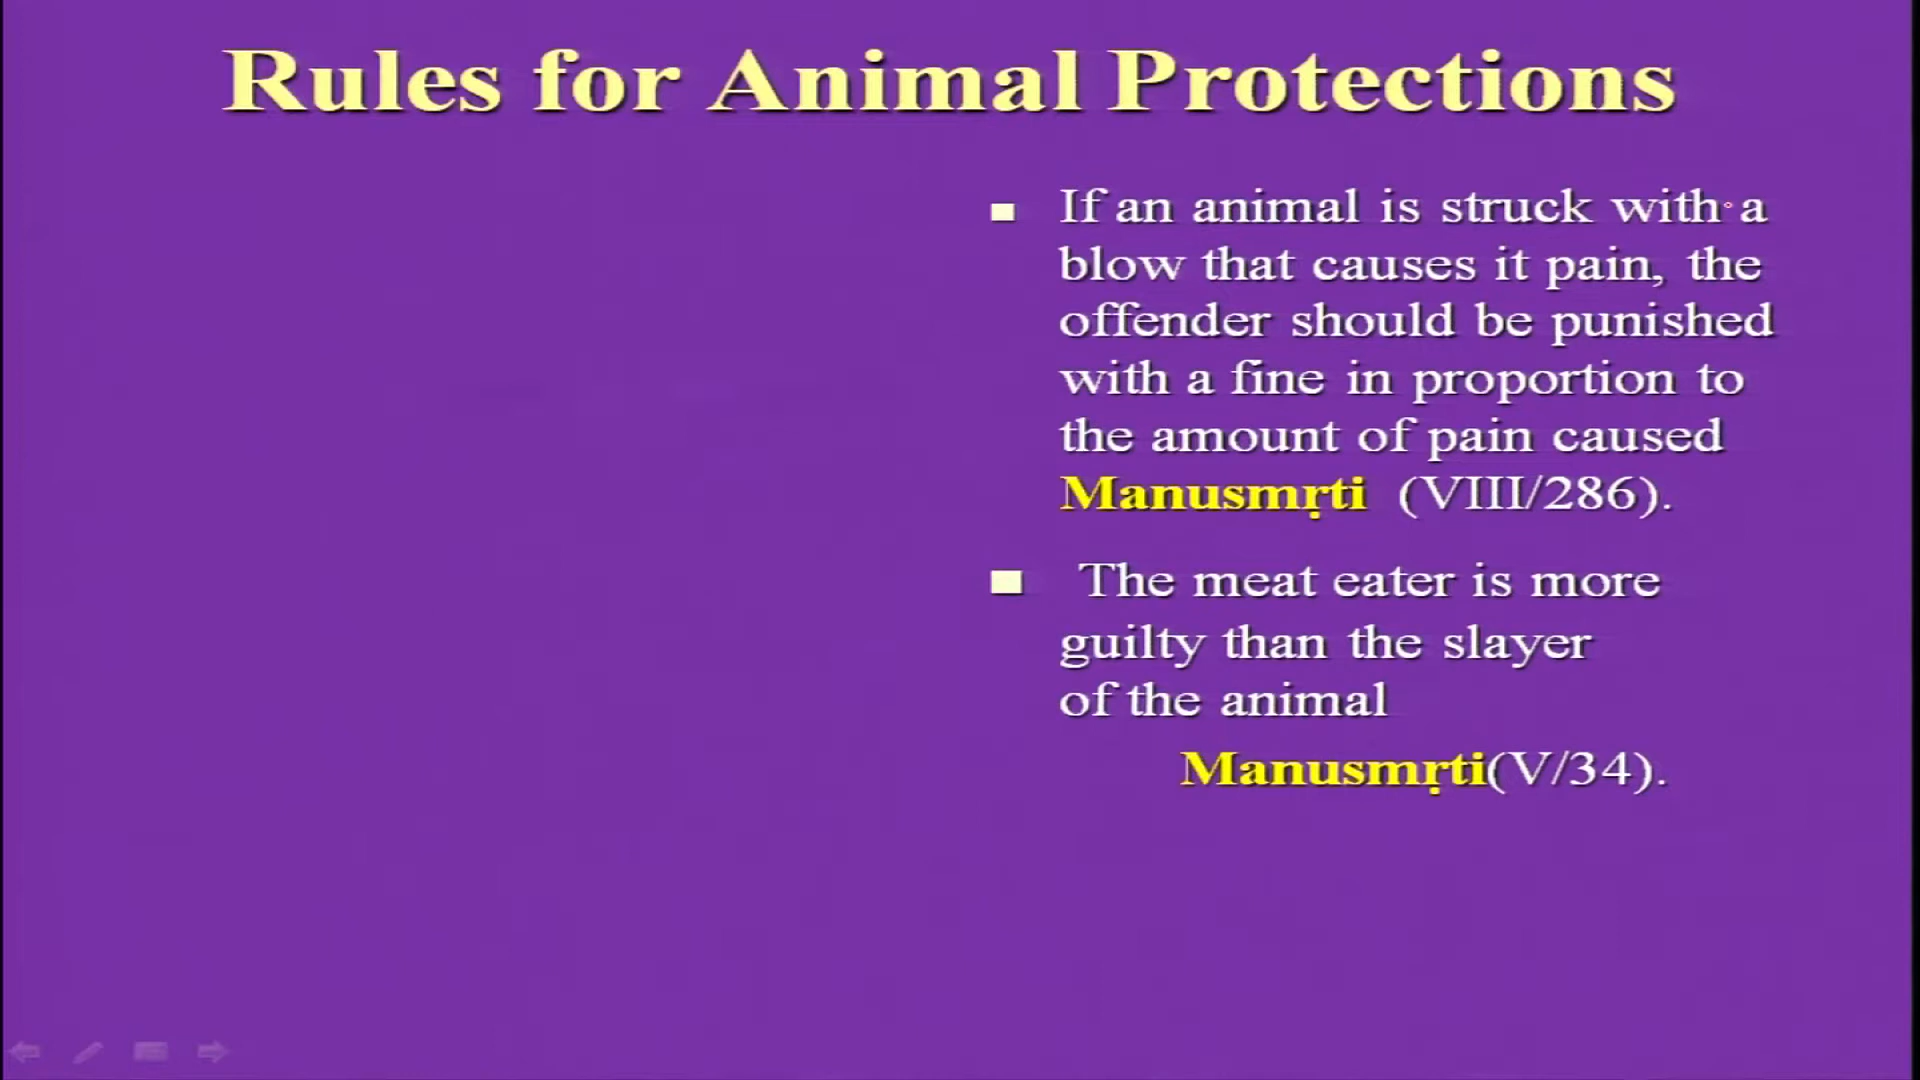 Rules for Animal Protections
If an animal is struck with a
blow that causes it pain, the
offender should be punished
with a fine in proportion to
the amount of pain caused
Manusmṛti (VIII/286).
The meat eater is more
guilty than the slayer
of the animal
Manusmṛti(V/34).